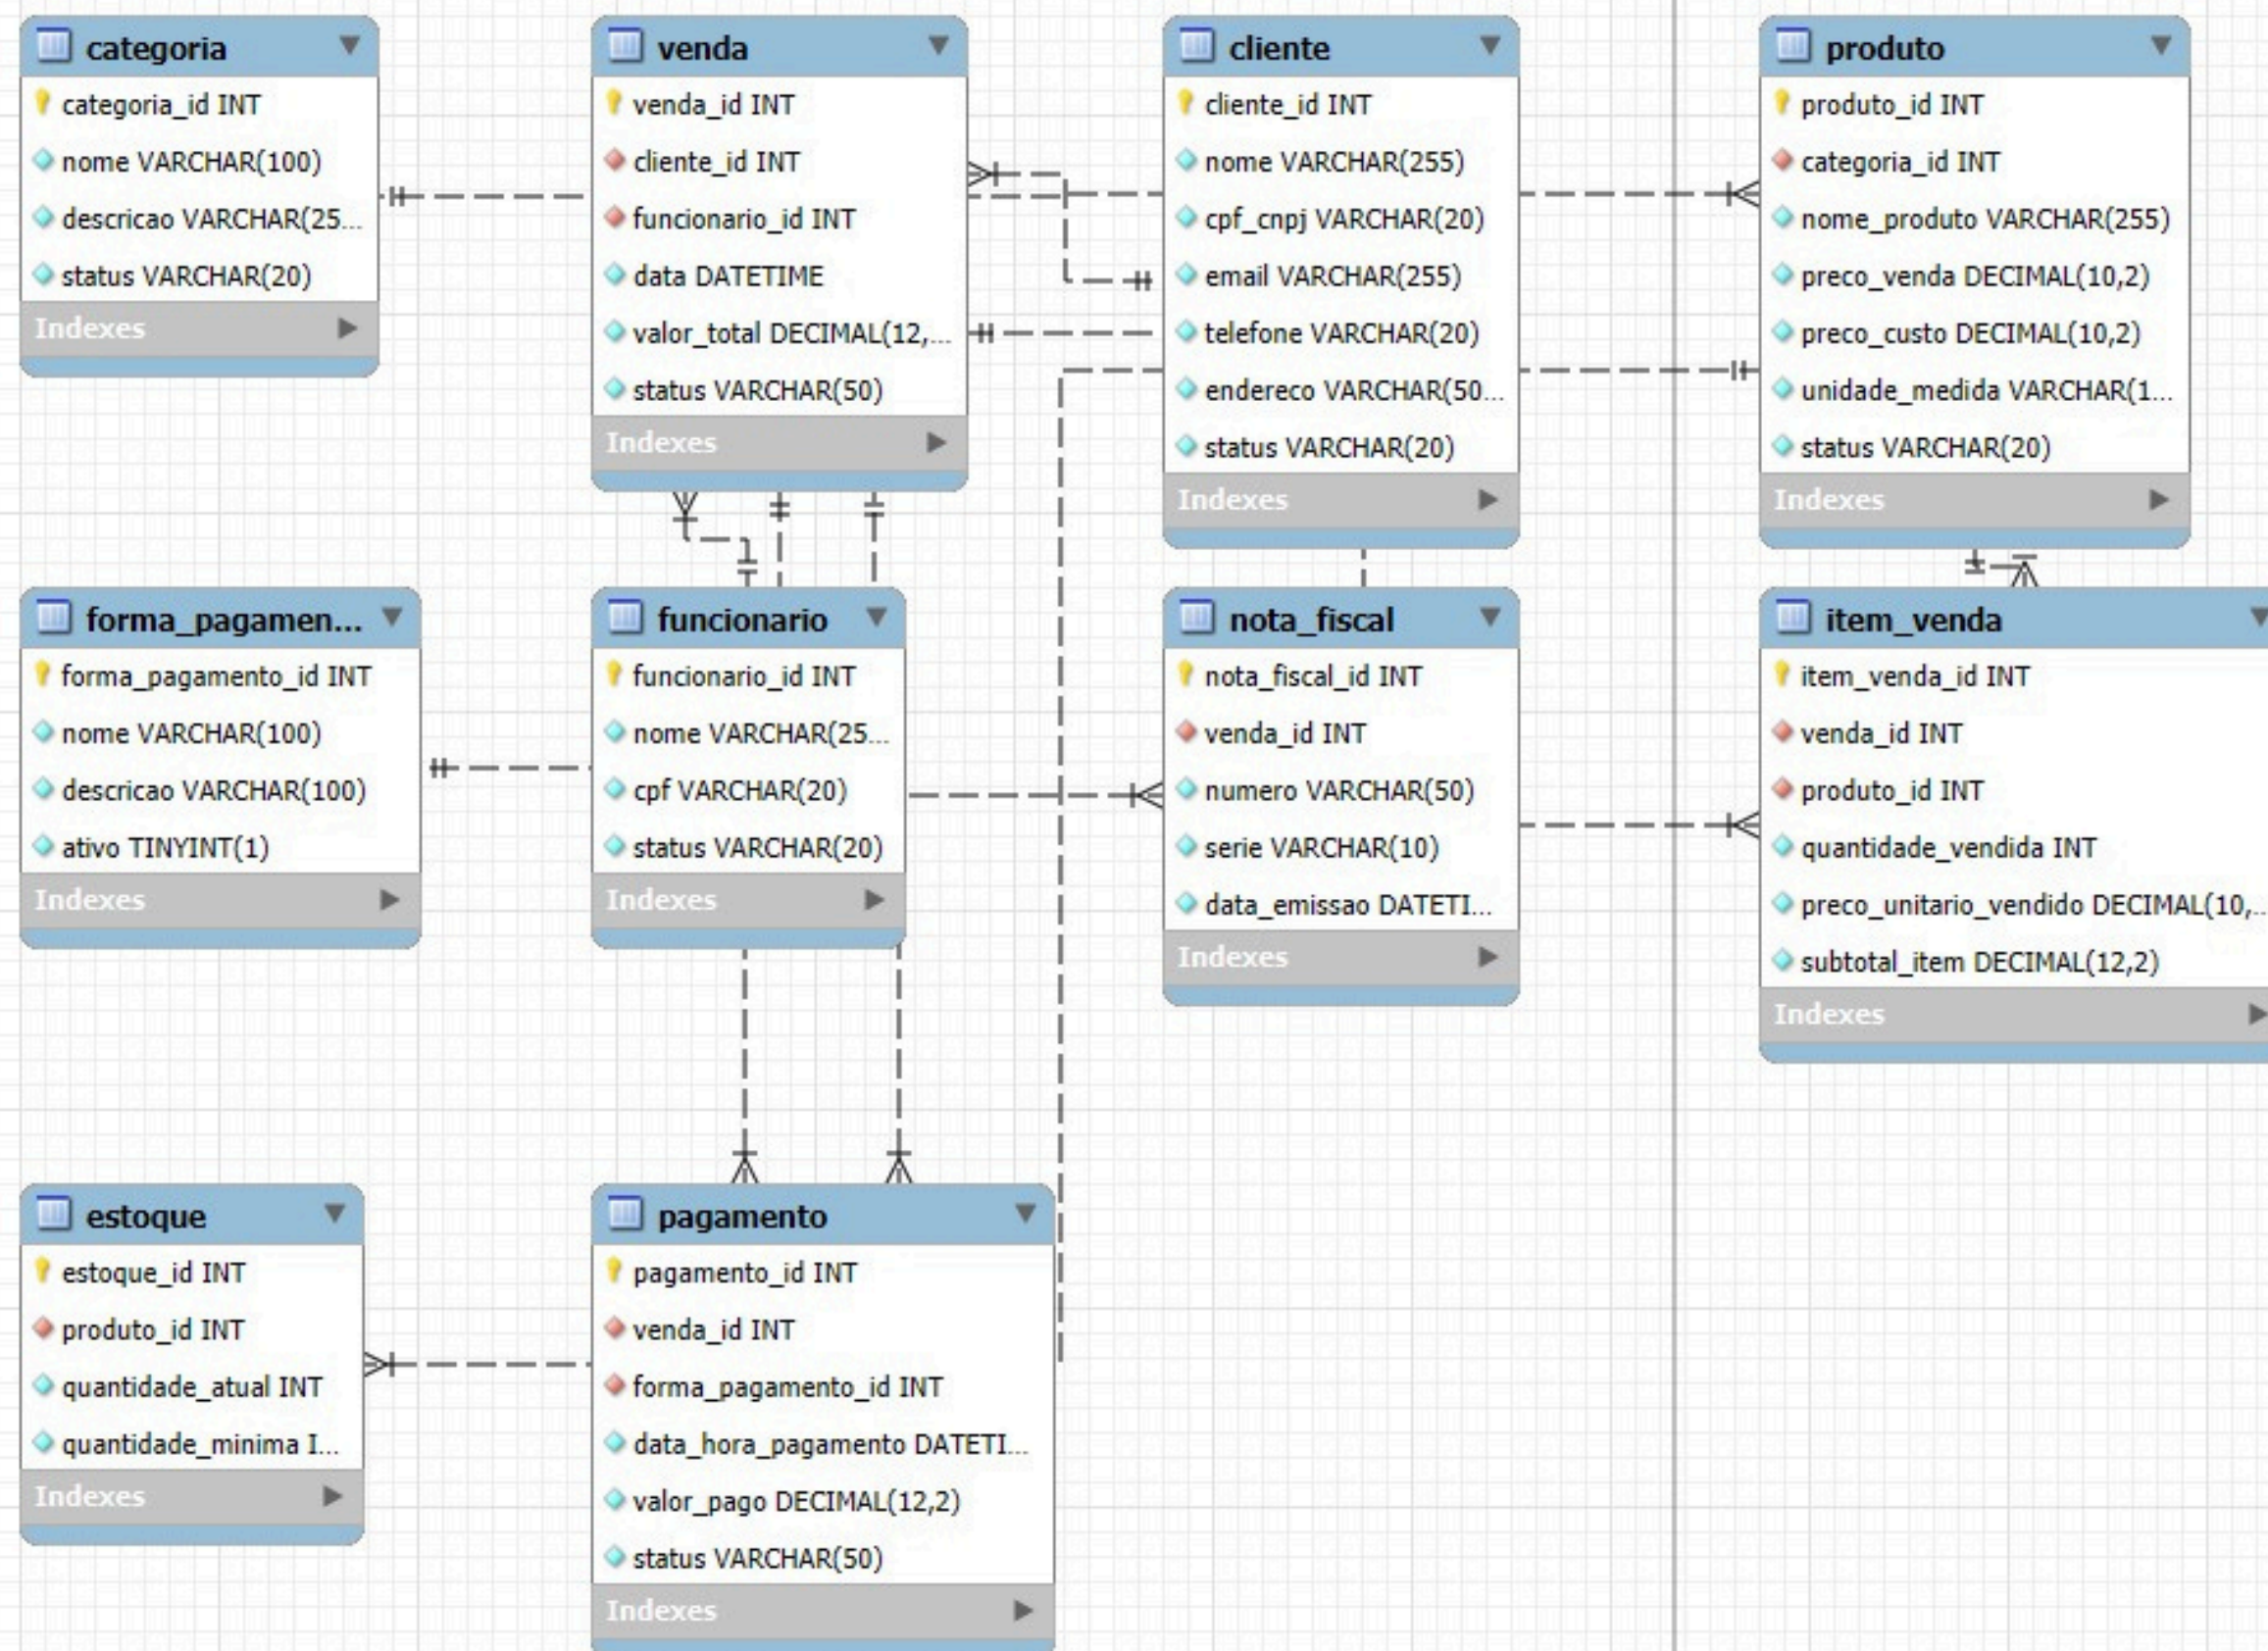 categoria
categoria_id INT
nome VARCHAR(100)
descricao VARCHAR(25...
status VARCHAR(20)
Indexes
venda
venda_id INT
cliente_id INT
funcionario_id INT
data DATETIME
valor_total DECIMAL(12,...
status VARCHAR(50)
Indexes
cliente
cliente_id INT
nome VARCHAR(255)
cpf_cnpj VARCHAR(20)
email VARCHAR(255)
telefone VARCHAR(20)
endereco VARCHAR(50...
status VARCHAR(20)
Indexes
produto
produto_id INT
categoria_id INT
nome_produto VARCHAR(255)
preco_venda DECIMAL(10,2)
preco_custo DECIMAL(10,2)
unidade_medida VARCHAR(1...
status VARCHAR(20)
Indexes
forma_pagamen...
forma_pagamento_id INT
nome VARCHAR(100)
descricao VARCHAR(100)
ativo TINYINT(1)
Indexes
funcionario
funcionario_id INT
nome VARCHAR(25...
cpf VARCHAR(20)
status VARCHAR(20)
Indexes
nota_fiscal
nota_fiscal_id INT
venda_id INT
numero VARCHAR(50)
serie VARCHAR(10)
data_emissao DATETI...
Indexes
item_venda
item_venda_id INT
venda_id INT
produto_id INT
quantidade_vendida INT
preco_unitario_vendido DECIMAL(10,...
subtotal_item DECIMAL(12,2)
Indexes
estoque
estoque_id INT
produto_id INT
quantidade_atual INT
quantidade_minima I...
Indexes
pagamento
pagamento_id INT
venda_id INT
forma_pagamento_id INT
data_hora_pagamento DATETI...
valor_pago DECIMAL(12,2)
status VARCHAR(50)
Indexes